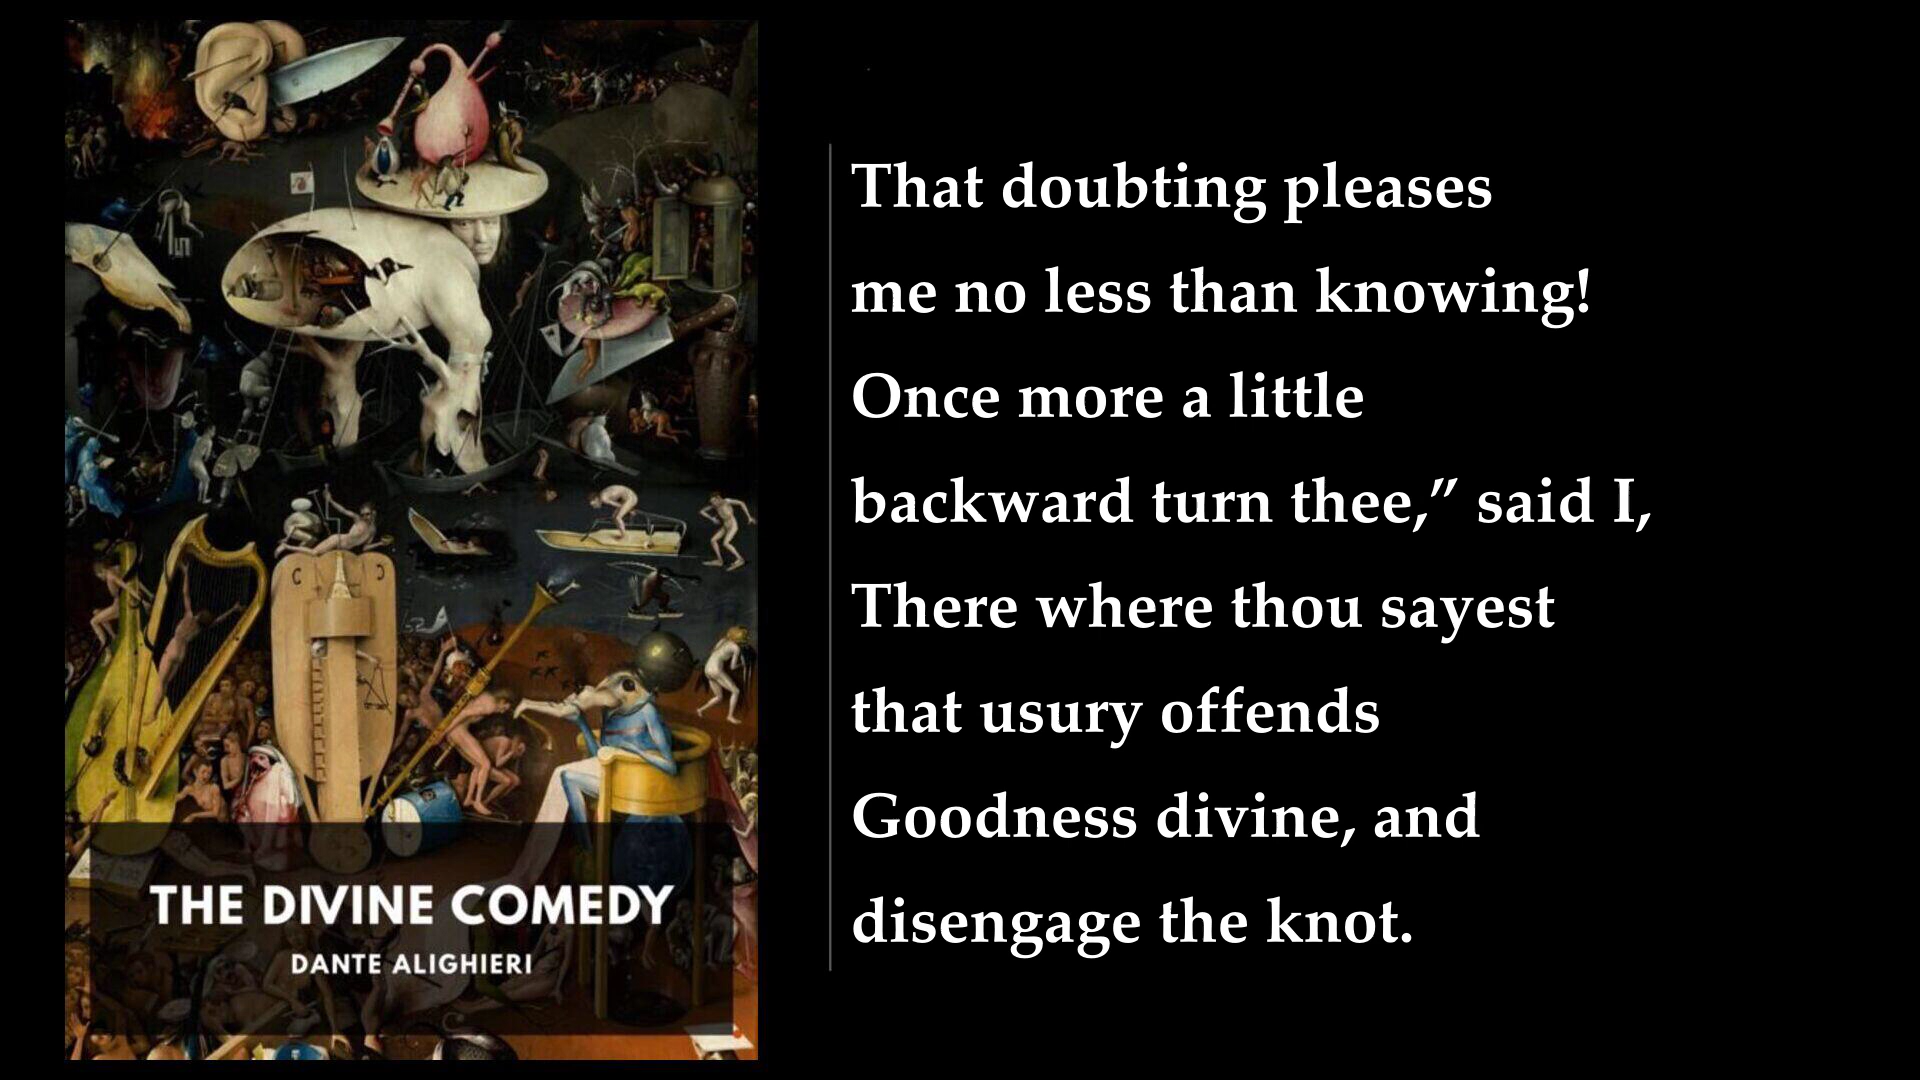 That doubting pleases
me no less than knowing!
Once more a little
backward turn thee,” said I,
There where thou sayest
that usury offends
Goodness divine, and
disengage the knot.
THE DIVINE COMEDY
DANTE ALIGHIERI